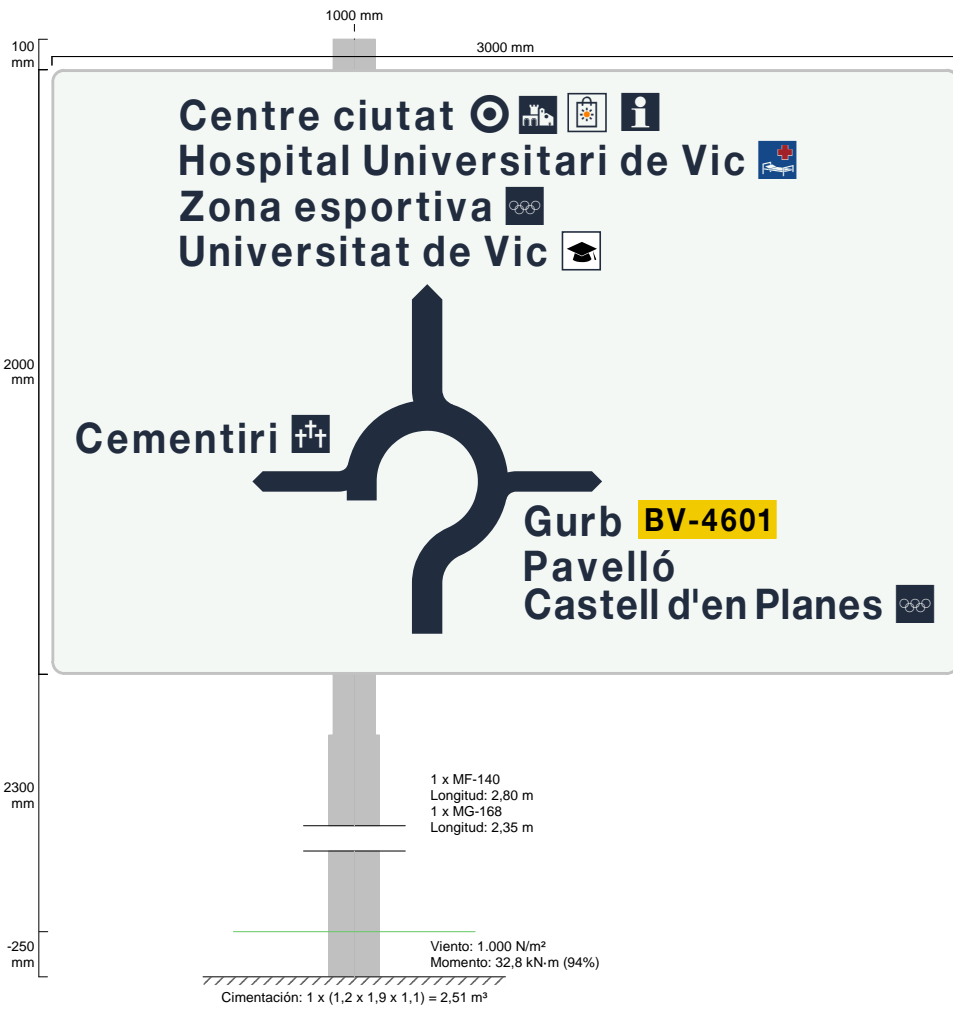 1000 mm
100
mm
3000 mm
Centre ciutat
Hospital Universitari de Vic
Zona esportiva
Universitat de Vic
2000
mm
Cementiri
Gurb BV-4601
Pavelló
Castell d'en Planes
2300
mm
1 x MF-140
Longitud: 2,80 m
1 x MG-168
Longitud: 2,35 m
-250
mm
Viento: 1.000 N/m²
Momento: 32,8 kN·m (94%)
Cimentación: 1 x (1,2 x 1,9 x 1,1) = 2,51 m³